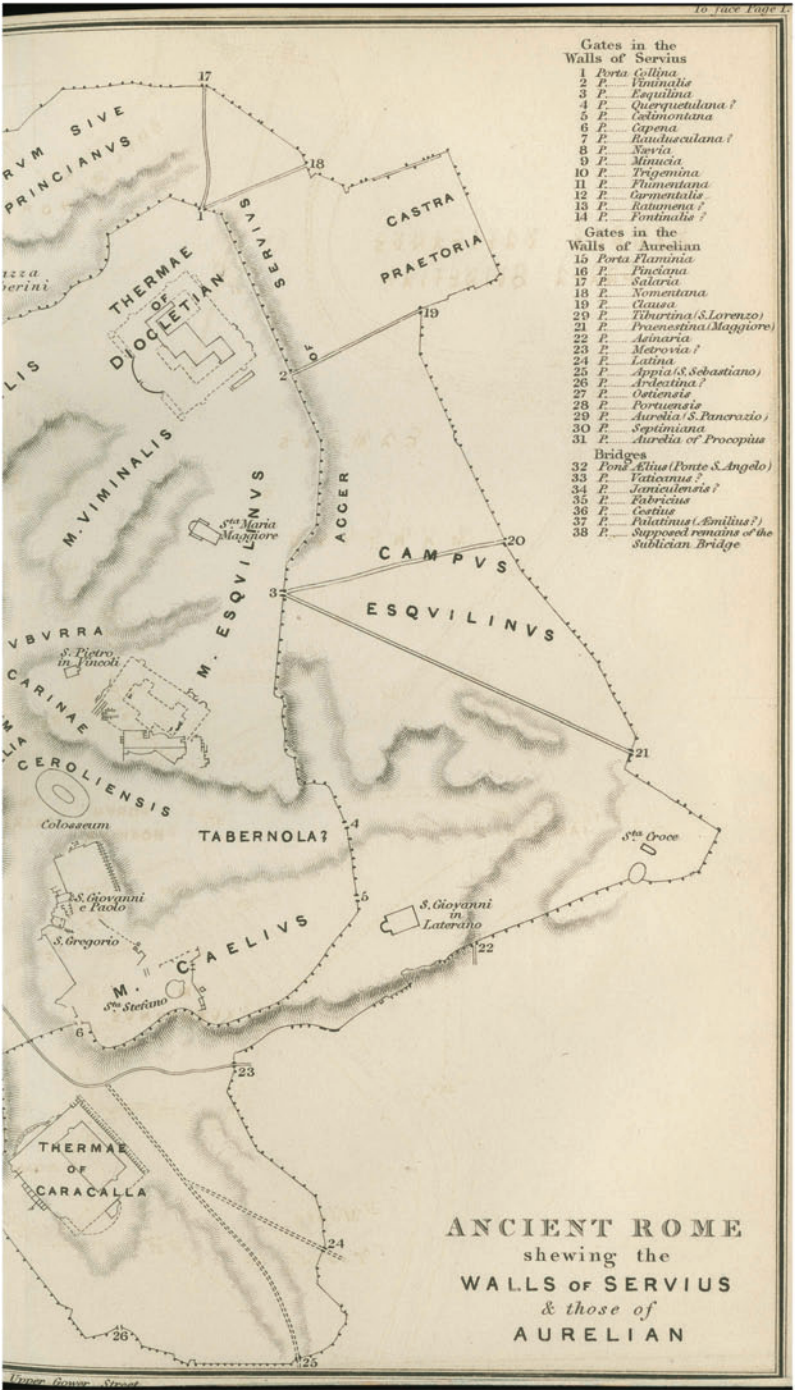 To face Page 1.
Gates in the
Walls of Servius
1 Porta Collina
2 P...... Viminalis
3 P...... Esquilina
4 P...... Querquetulana ?
5 P...... Cœlimontana
6 P...... Capena
7 P...... Raudusculana ?
8 P...... Nævia
9 P...... Minucia
10 P...... Trigemina
11 P...... Flumentana
12 P...... Carmentalis
13 P...... Ratumena ?
14 P...... Fontinalis ?
Gates in the
Walls of Aurelian
15 Porta Flaminia
16 P...... Pinciana
17 P...... Salaria
18 P...... Nomentana
19 P...... Clausa
29 P...... Tiburtina (S. Lorenzo)
21 P...... Praenestina (Maggiore)
22 P...... Asinaria
23 P...... Metrovia ?
24 P...... Latina
25 P...... Appia (S. Sebastiano)
26 P...... Ardeatina ?
27 P...... Ostiensis
28 P...... Portuensis
29 P...... Aurelia (S. Pancrazio)
30 P...... Septimiana
31 P...... Aurelia of Procopius
Bridges
32 Pons Ælius (Ponte S. Angelo)
33 P...... Vaticanus ?
34 P...... Janiculensis ?
35 P...... Fabricius
36 P...... Cestius
37 P...... Palatinus (Æmilius ?)
38 P...... Supposed remains of the
Sublician Bridge
17
18
RVM SIVE
PRINCIANVS
1
CASTRA
PRAETORIA
SERVIUS
azza
berini
THERMAE
OF
DIOCLETIAN
19
OF
2
LIS
M. VIMINALIS
ACCER
Sta Maria
Maggiore
M. ESQVILINVS
20
CAMPVS
ESQVILINVS
3
VBVRRA
S. Pietro
in Vincoli
CARINAE
M
LIA
CEROLIENSIS
21
Colosseum
TABERNOLA?
4
Sta Croce
5
S. Giovanni
e Paolo
S. Giovanni
in
Laterano
S. Gregorio
M. CAELIVS
22
Sta Stefano
6
23
THERMAE
OF
CARACALLA
24
26
25
ANCIENT ROME
shewing the
WALLS OF SERVIUS
& those of
AURELIAN
Upper Gower Street